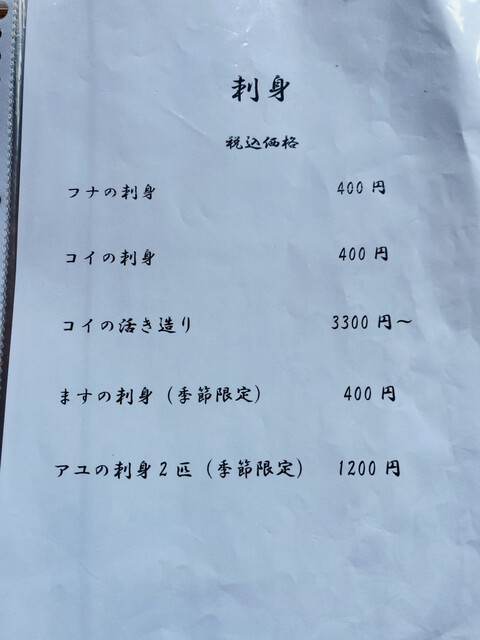 刺身
税込価格
フナの刺身 400円
コイの刺身 400円
コイの活き造り 3300円～
ますの刺身（季節限定） 400円
アユの刺身2匹（季節限定） 1200円